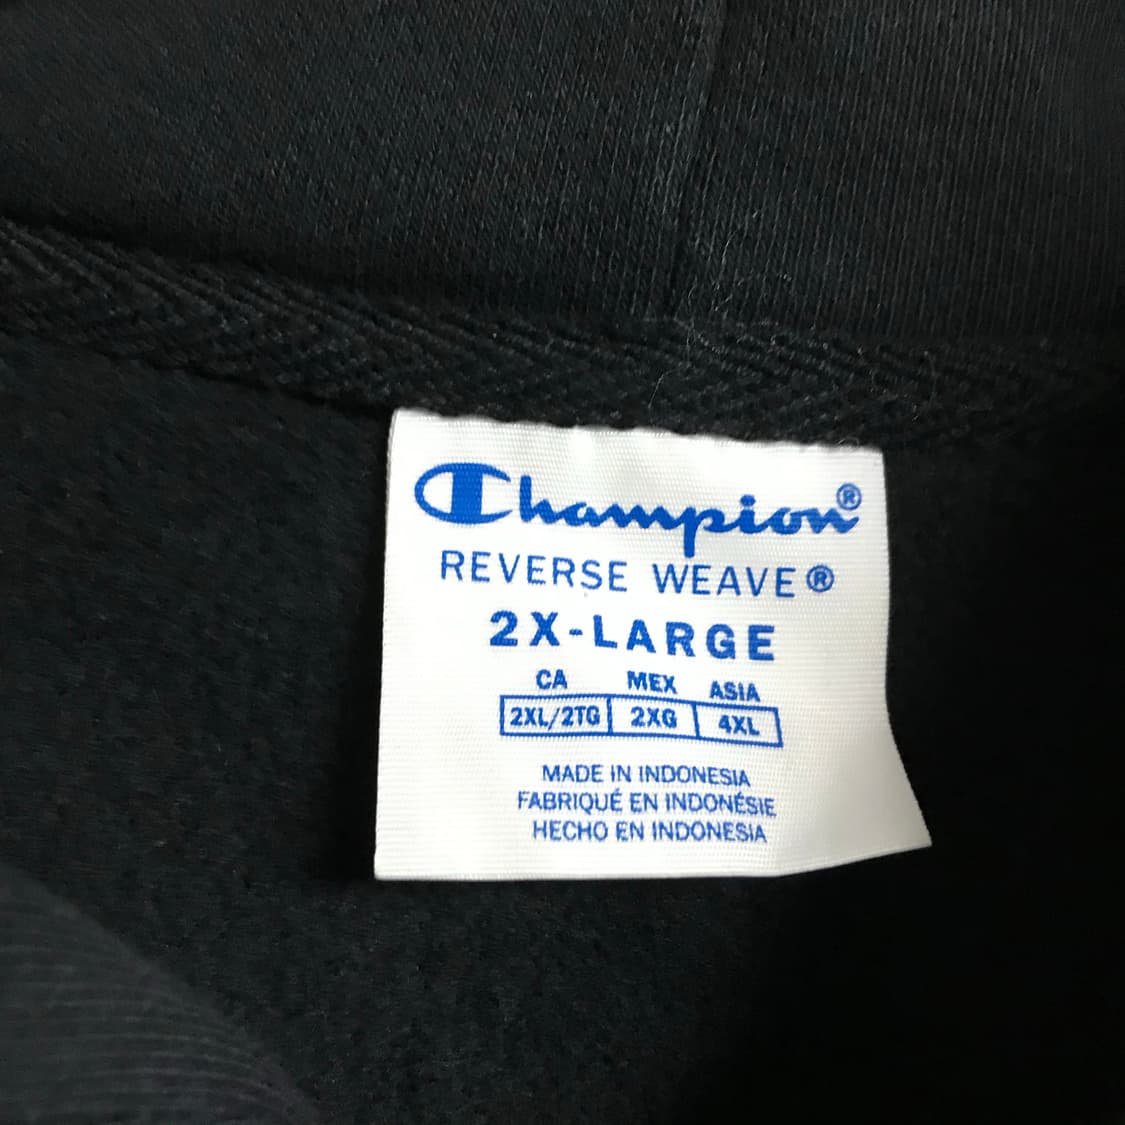 Champion®
REVERSE WEAVE®
2X-LARGE
CA MEX ASIA
2XL/2TG 2XG 4XL
MADE IN INDONESIA
FABRIQUÉ EN INDONÉSIE
HECHO EN INDONESIA